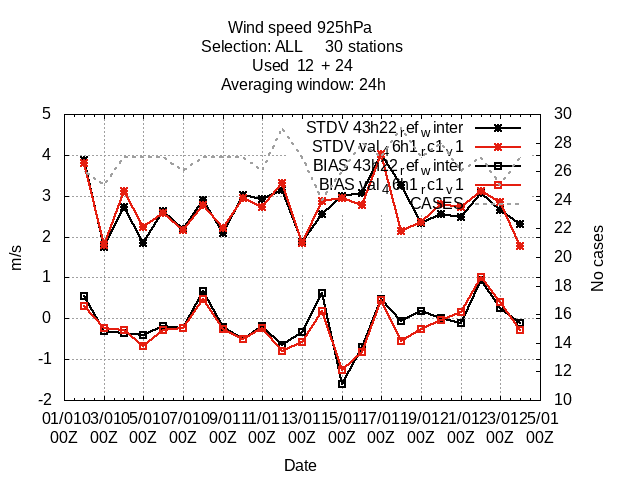 Wind speed 925hPa
Selection: ALL 30 stations
Used 12 + 24
Averaging window: 24h
STDV 43h22_ref_winter
STDV val_46h1_rc1_v1
BIAS 43h22_ref_winter
BIAS val_46h1_rc1_v1
CASES
5
4
3
2
1
0
-1
-2
m/s
30
28
26
24
22
20
18
16
14
12
10
No cases
01/01 03/01 05/01 07/01 09/01 11/01 13/01 15/01 17/01 19/01 21/01 23/01 25/01
00Z 00Z 00Z 00Z 00Z 00Z 00Z 00Z 00Z 00Z 00Z 00Z 00Z
Date